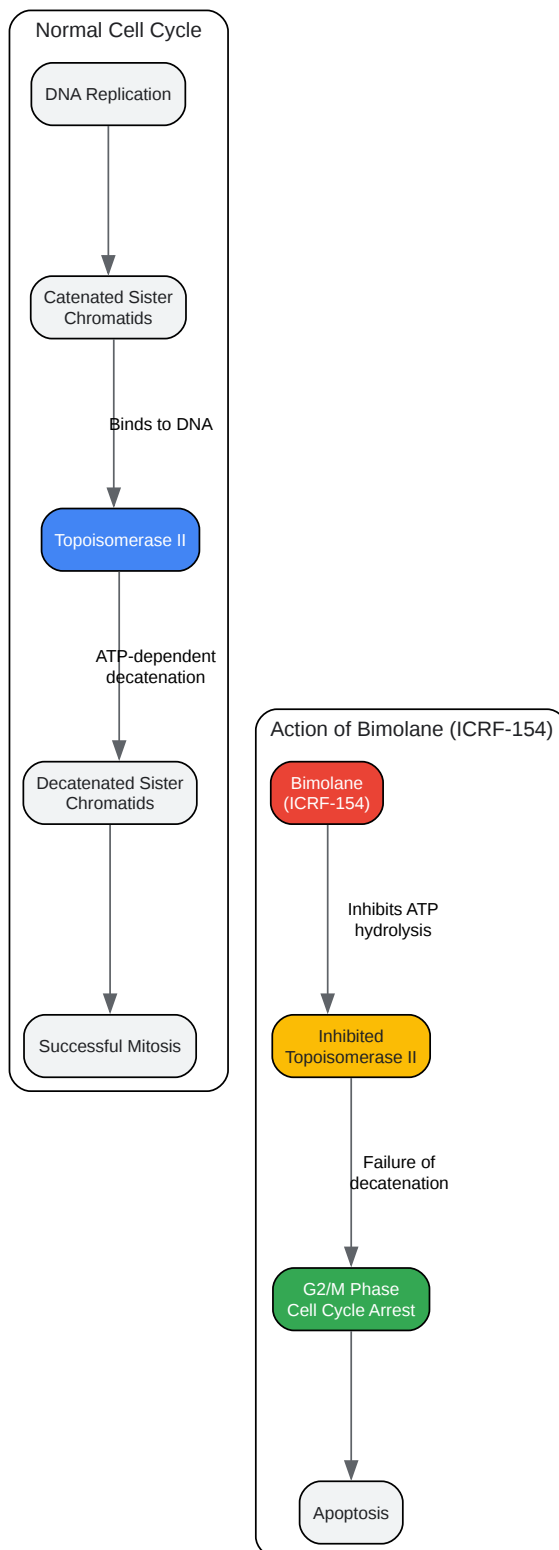 Normal Cell Cycle
DNA Replication
Catenated Sister
Chromatids
Binds to DNA
Topoisomerase II
ATP-dependent
decatenation
Decatenated Sister
Chromatids
Successful Mitosis
Action of Bimolane (ICRF-154)
Bimolane
(ICRF-154)
Inhibits ATP
hydrolysis
Inhibited
Topoisomerase II
Failure of
decatenation
G2/M Phase
Cell Cycle Arrest
Apoptosis